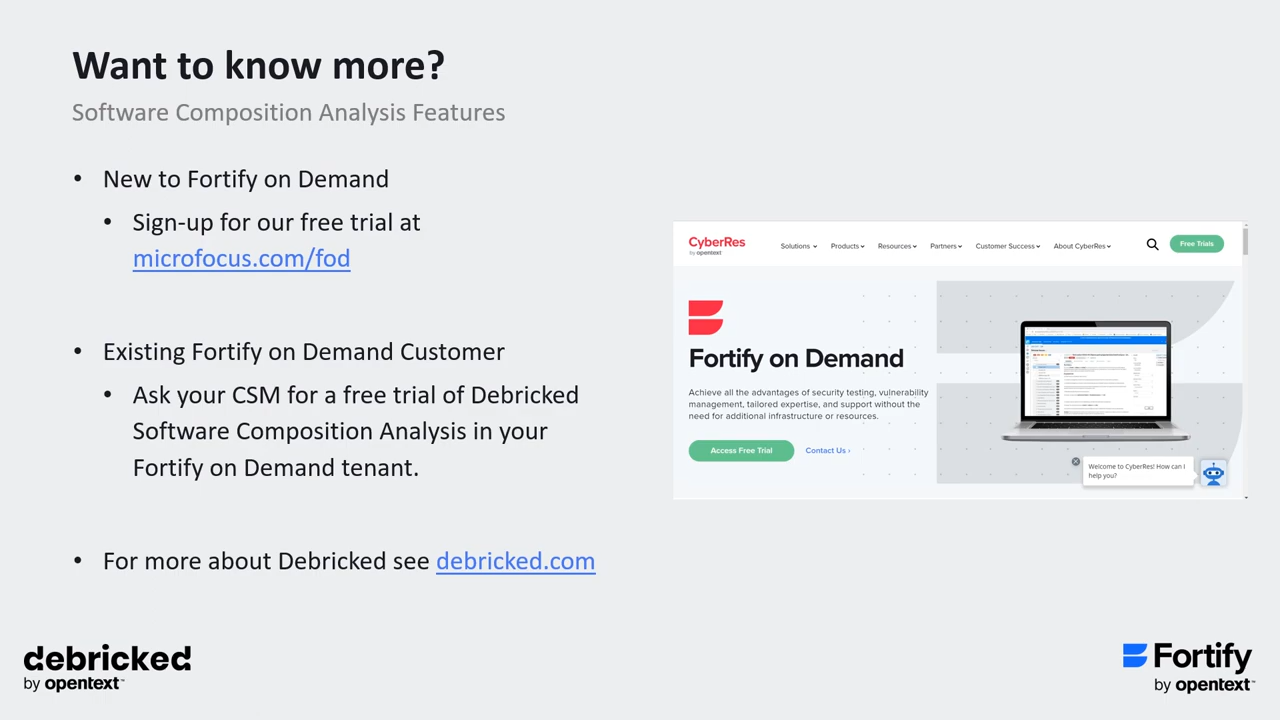 Want to know more?
Software Composition Analysis Features
• New to Fortify on Demand
• Sign-up for our free trial at
microfocus.com/fod
• Existing Fortify on Demand Customer
• Ask your CSM for a free trial of Debricked
Software Composition Analysis in your
Fortify on Demand tenant.
• For more about Debricked see debricked.com
CyberRes
by opentext
Solutions Products Resources Partners Customer Success About CyberRes
Free Trials
Fortify on Demand
Achieve all the advantages of security testing, vulnerability
management, tailored expertise, and support without the
need for additional infrastructure or resources.
Access Free Trial
Contact Us ›
Welcome to CyberRes! How can I
help you?
debricked
by opentext™
Fortify
by opentext™